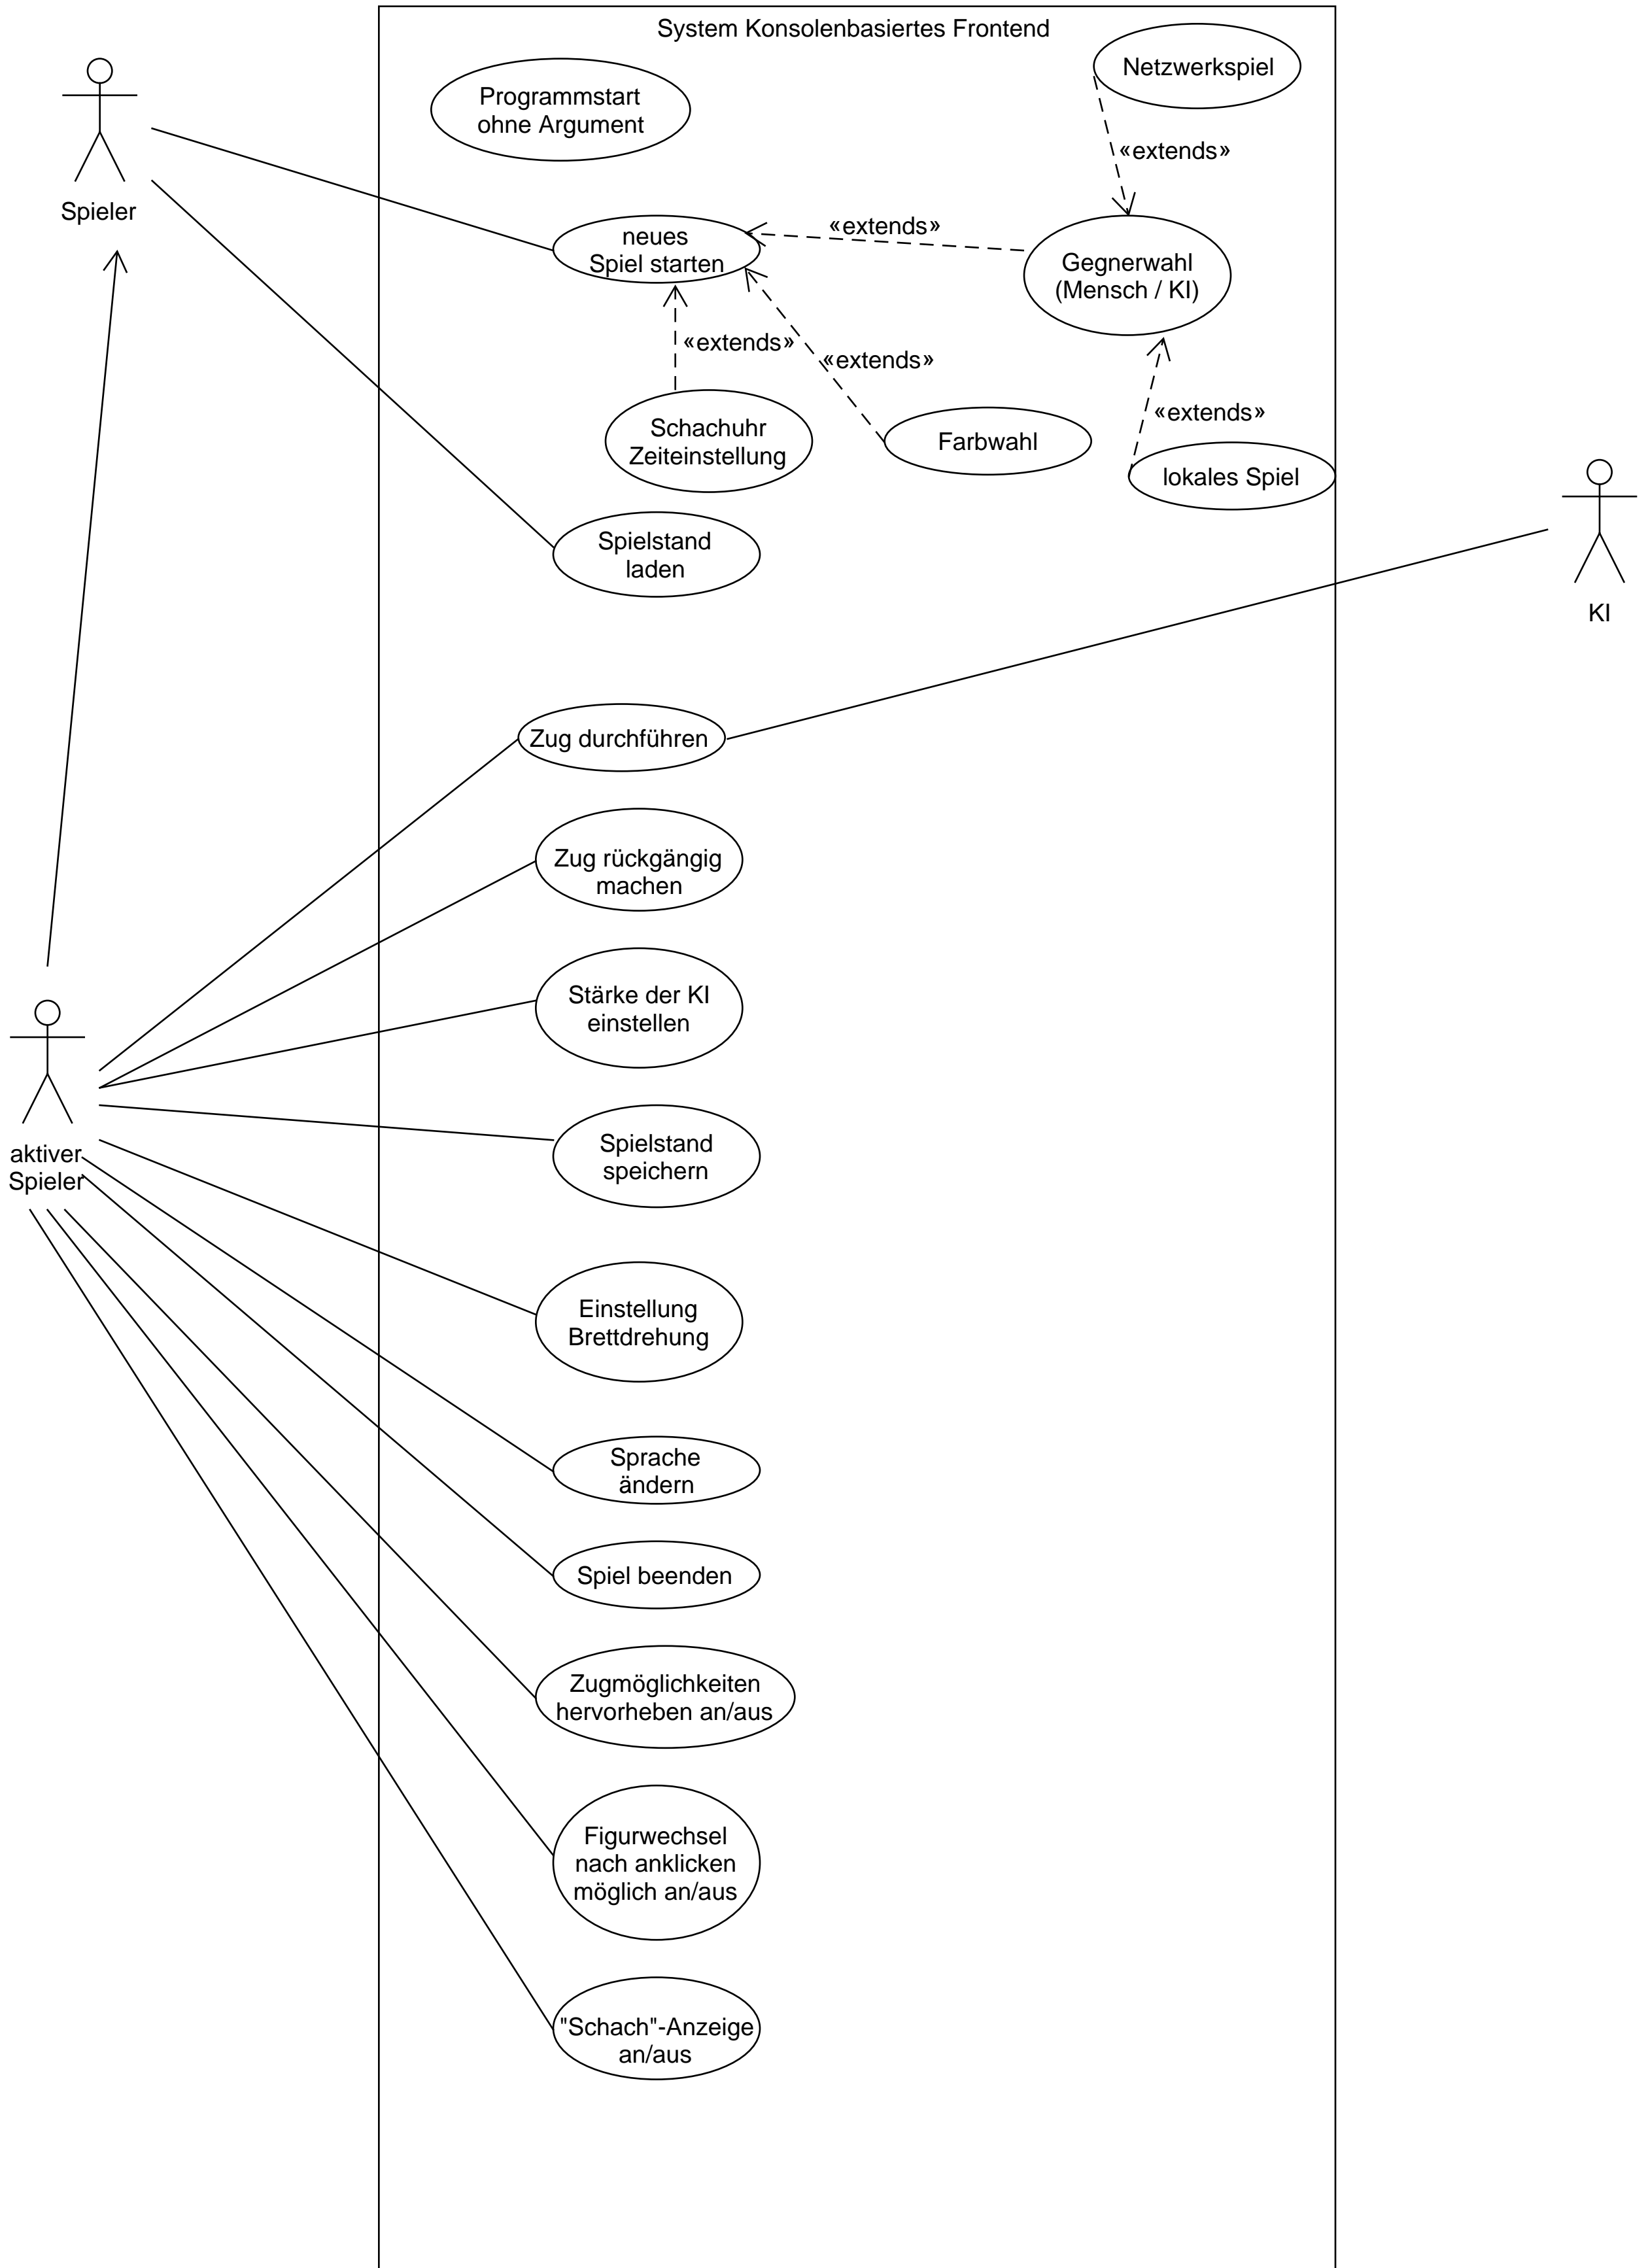 System Konsolenbasiertes Frontend
Netzwerkspiel
Programmstart
ohne Argument
«extends»
Spieler
neues
Spiel starten
«extends»
Gegnerwahl
(Mensch / KI)
«extends»
«extends»
Schachuhr
Zeiteinstellung
Farbwahl
«extends»
lokales Spiel
Spielstand
laden
KI
Zug durchführen
Zug rückgängig
machen
Stärke der KI
einstellen
aktiver
Spieler
Spielstand
speichern
Einstellung
Brettdrehung
Sprache
ändern
Spiel beenden
Zugmöglichkeiten
hervorheben an/aus
Figurwechsel
nach anklicken
möglich an/aus
"Schach"-Anzeige
an/aus